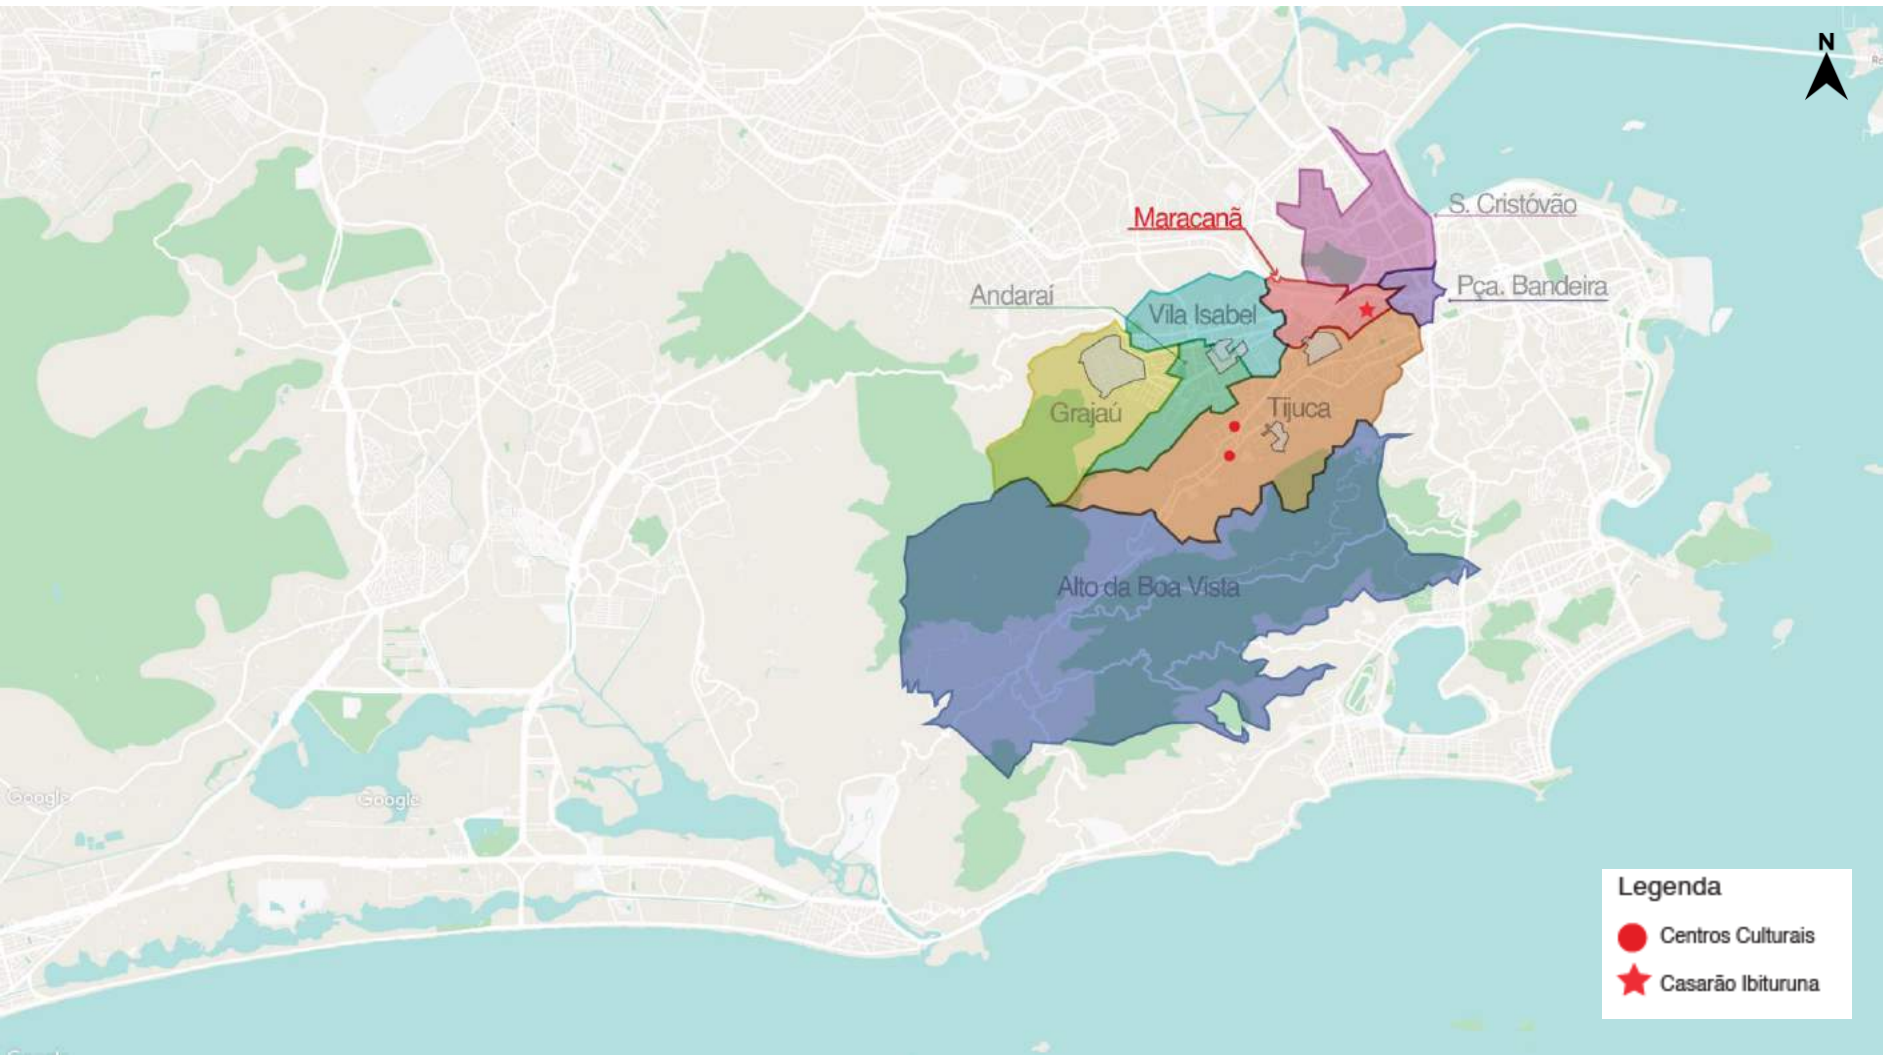 N
S. Cristóvão
Maracanã
Pça. Bandeira
Andaraí
Vila Isabel
Grajaú
Tijuca
Alto da Boa Vista
Google
Google
Legenda
Centros Culturais
Casarão Ibituruna